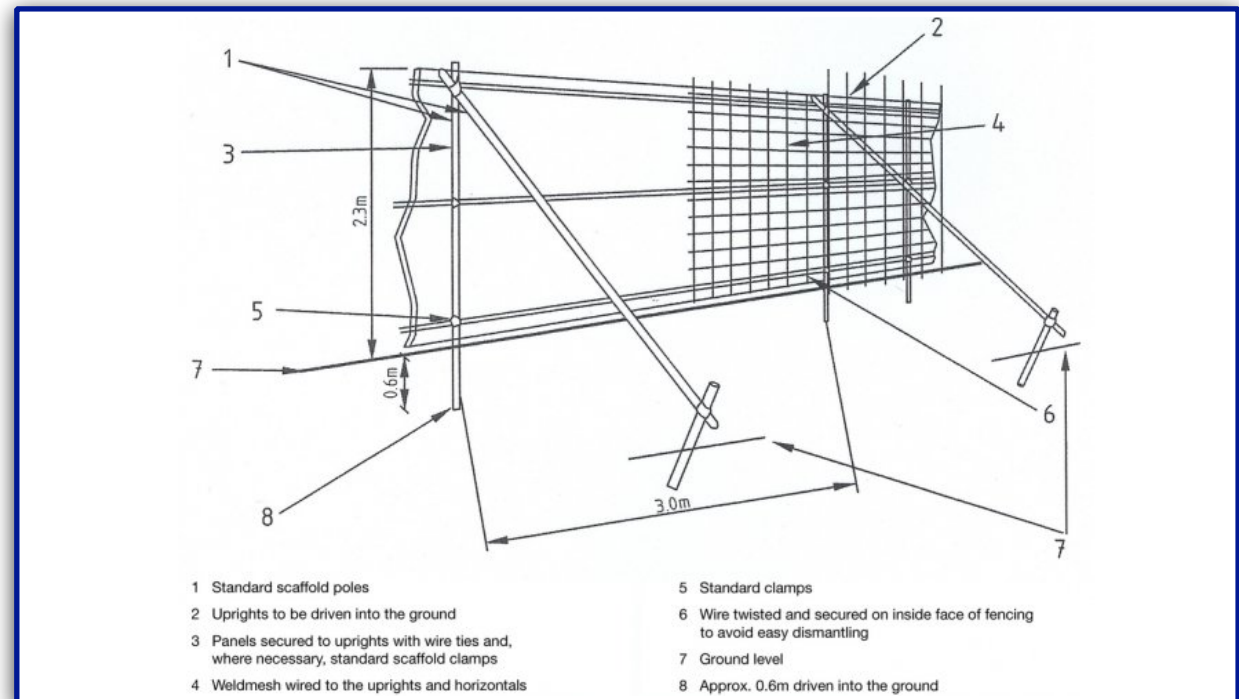 2
1
4
3
2.3m
5
7
0.6m
6
8
3.0m
7
1 Standard scaffold poles
2 Uprights to be driven into the ground
3 Panels secured to uprights with wire ties and,
where necessary, standard scaffold clamps
4 Weldmesh wired to the uprights and horizontals
5 Standard clamps
6 Wire twisted and secured on inside face of fencing
to avoid easy dismantling
7 Ground level
8 Approx. 0.6m driven into the ground